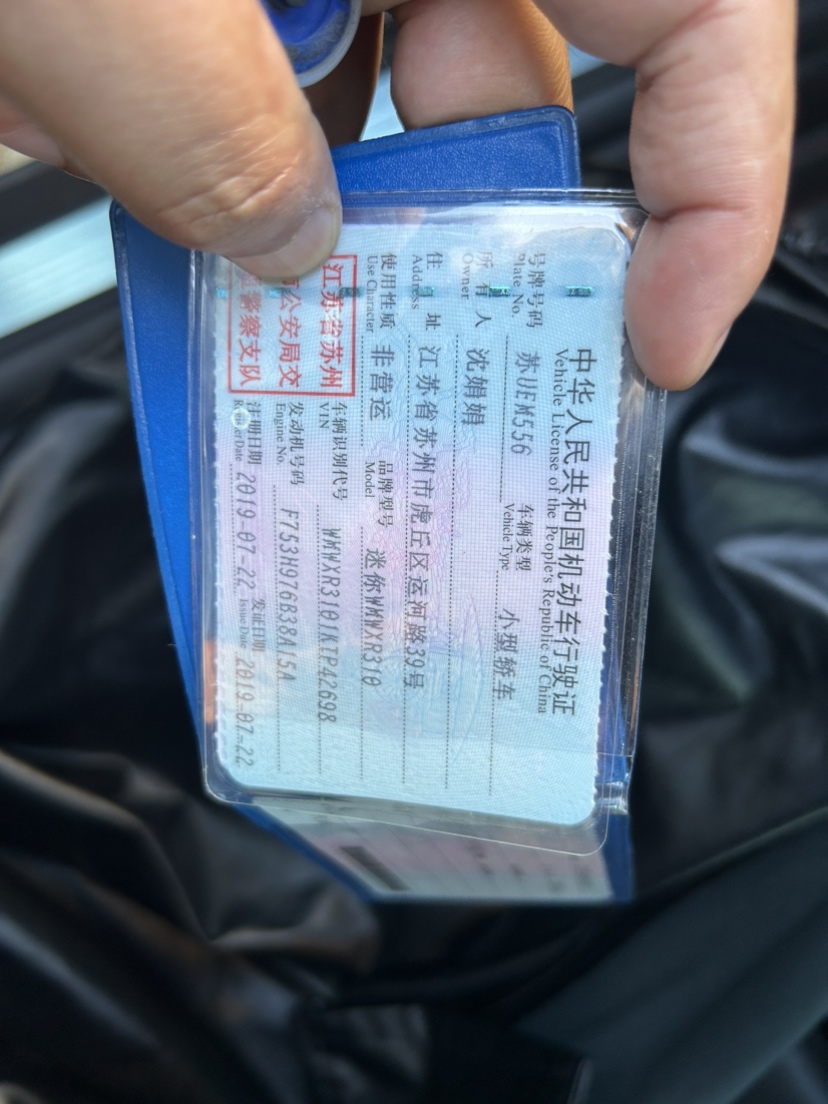 中华人民共和国机动车行驶证
Vehicle License of the People's Republic of China
号牌号码 苏UEM556 车辆类型 小型轿车
Plate No. Vehicle Type
所有人 沈娟娟
Owner
住址 江苏省苏州市虎丘区运河路39号
Address
使用性质 非营运 品牌型号 迷你WMWXR310
Use Character Model
江苏省苏州
公安局交
警察支队
车辆识别代号 WMWXR3101KTP42698
VIN
发动机号码 F753H976B38A15A
Engine No
注册日期 2019-07-22 发证日期 2019-07-22
Date Issue Date